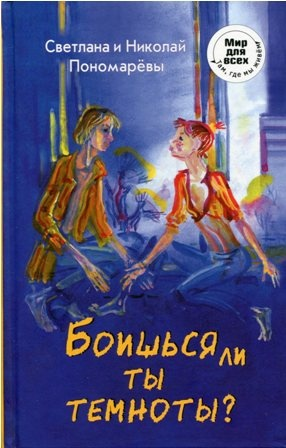 Светлана и Николай
Пономарёвы
Мир
для
всех
Там, где мы живём
Боишься ли
ты
темноты?